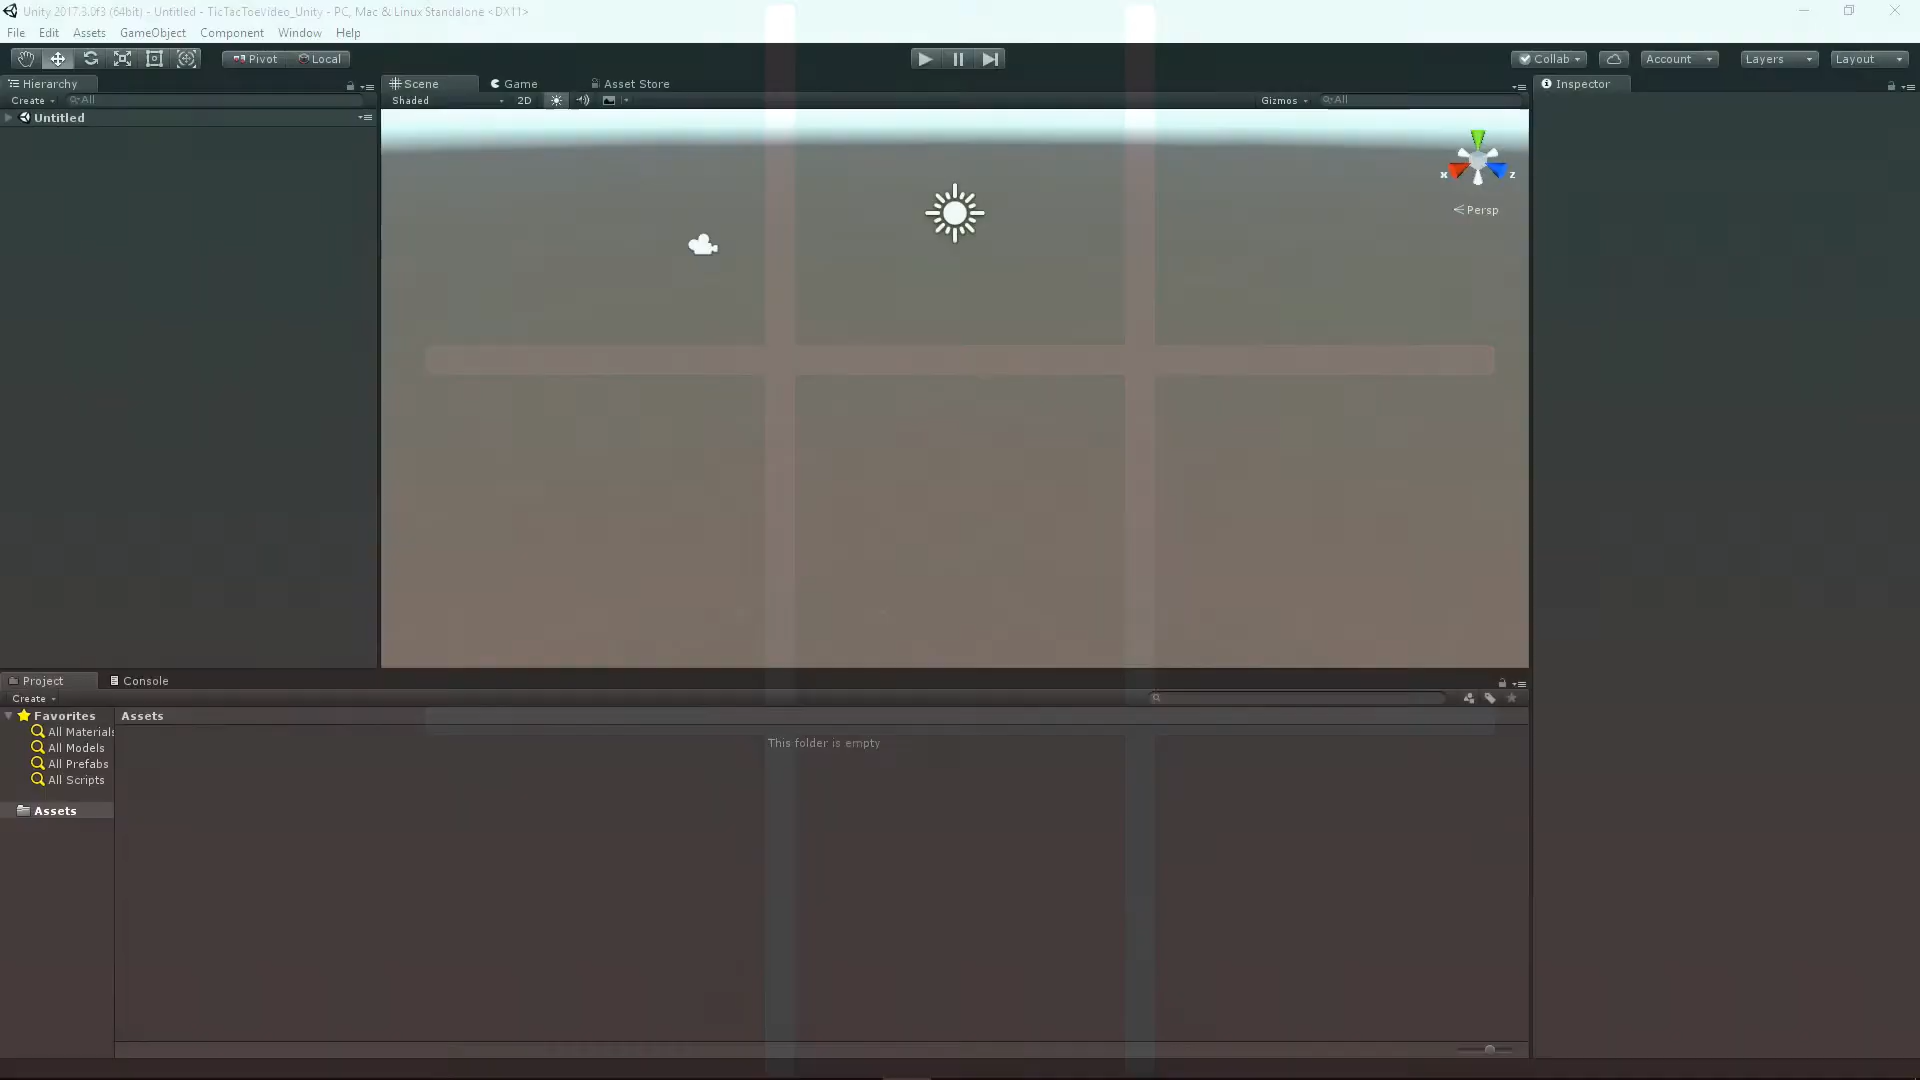 Unity 2017.3.0f3 (64bit) - Untitled - TicTacToeVideo_Unity - PC, Mac & Linux Standalone <DX11>
File Edit Assets GameObject Component Window Help
Pivot Local Collab Account Layers Layout
Hierarchy Scene Game Asset Store Inspector
Create All Shaded 2D Gizmos All
Untitled
x z
Persp
Project Console
Create
Favorites Assets
All Materials
All Models
All Prefabs
All Scripts
Assets
This folder is empty